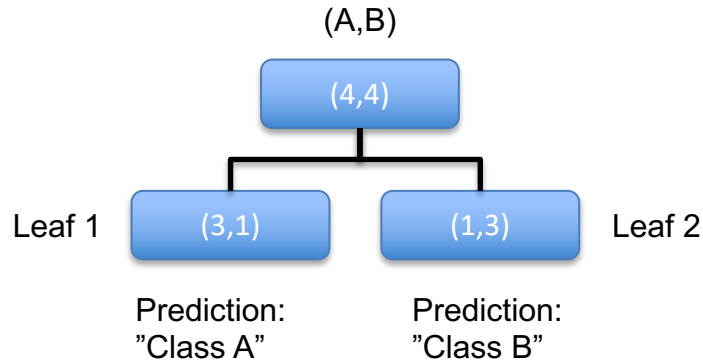 (A,B)
(4,4)
Leaf 1
(3,1)
(1,3)
Leaf 2
Prediction:
”Class A”
Prediction:
”Class B”